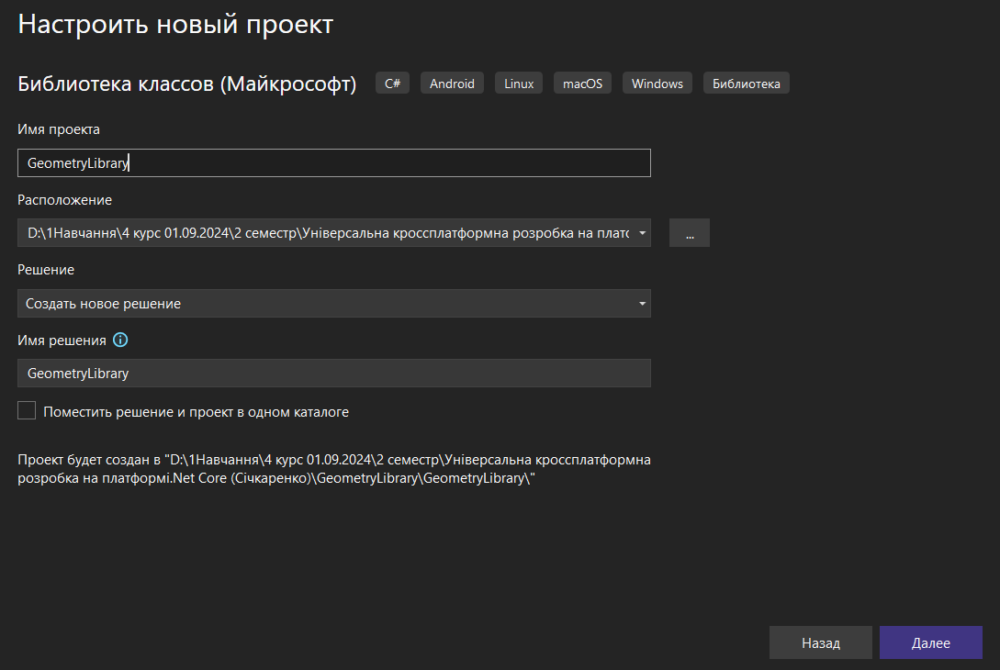 Настроить новый проект
Библиотека классов (Майкрософт) C# Android Linux macOS Windows Библиотека
Имя проекта
GeometryLibrary
Расположение
D:\1Навчання\4 курс 01.09.2024\2 семестр\Універсальна кроссплатформна розробка на платс
...
Решение
Создать новое решение
Имя решения
GeometryLibrary
Поместить решение и проект в одном каталоге
Проект будет создан в "D:\1Навчання\4 курс 01.09.2024\2 семестр\Універсальна кроссплатформна
розробка на платформі.Net Core (Січкаренко)\GeometryLibrary\GeometryLibrary\"
Назад Далее